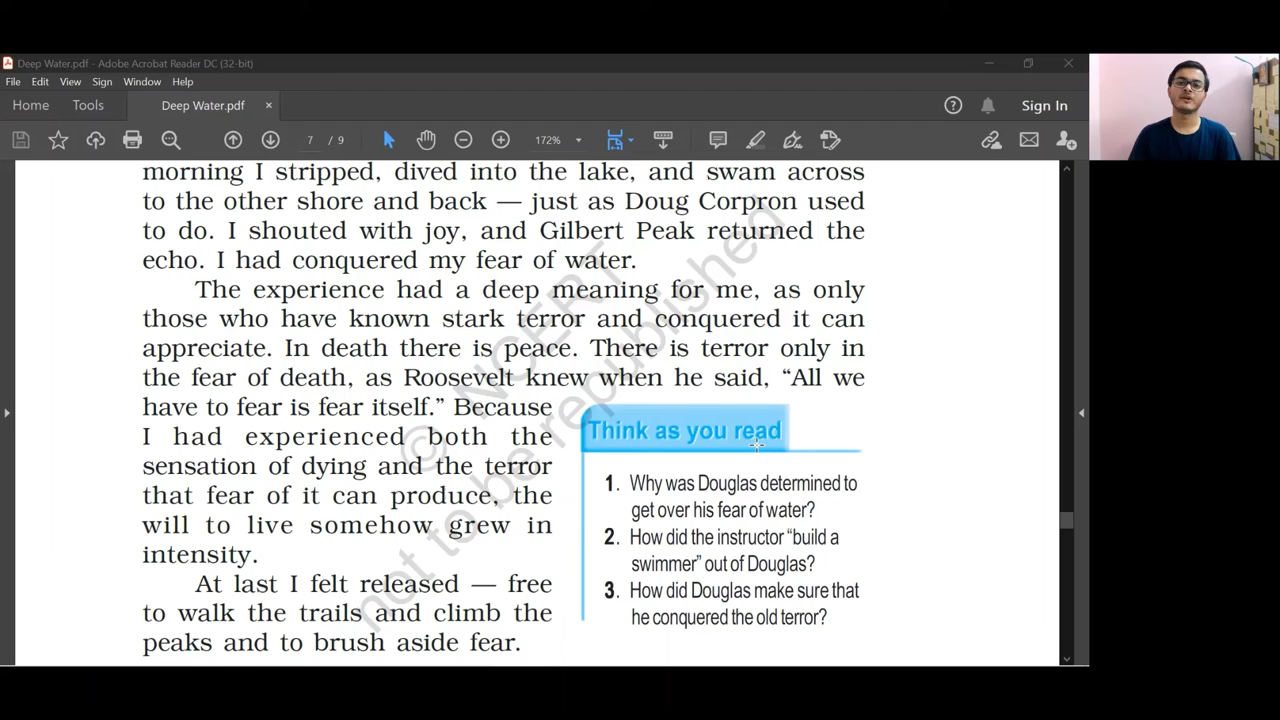 Deep Water.pdf - Adobe Acrobat Reader DC (32-bit)
File Edit View Sign Window Help
Home Tools Deep Water.pdf × Sign In
7 / 9 172%
morning I stripped, dived into the lake, and swam across
to the other shore and back — just as Doug Corpron used
to do. I shouted with joy, and Gilbert Peak returned the
echo. I had conquered my fear of water.
The experience had a deep meaning for me, as only
those who have known stark terror and conquered it can
appreciate. In death there is peace. There is terror only in
the fear of death, as Roosevelt knew when he said, “All we
have to fear is fear itself.” Because
I had experienced both the
sensation of dying and the terror
that fear of it can produce, the
will to live somehow grew in
intensity.
At last I felt released — free
to walk the trails and climb the
peaks and to brush aside fear.
Think as you read
1. Why was Douglas determined to
get over his fear of water?
2. How did the instructor “build a
swimmer” out of Douglas?
3. How did Douglas make sure that
he conquered the old terror?
© NCERT
not to be republished